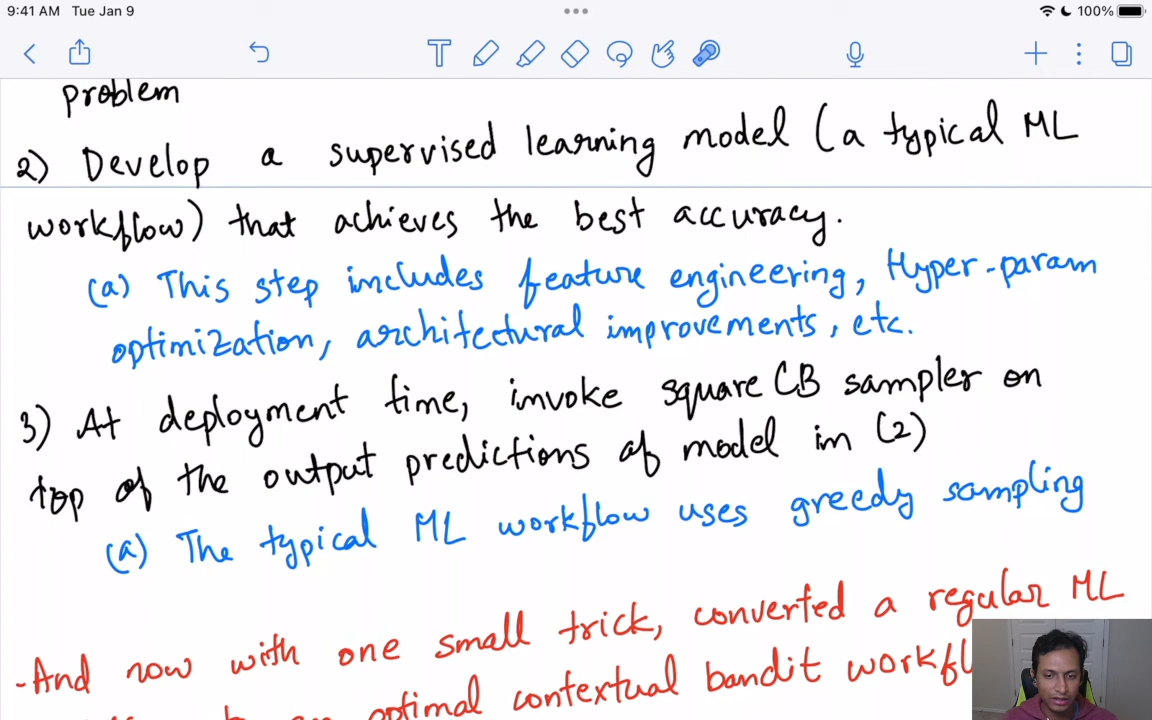 9:41 AM Tue Jan 9
100%
problem
2) Develop a supervised learning model (a typical ML
workflow) that achieves the best accuracy.
(a) This step includes feature engineering, Hyper-param
optimization, architectural improvements, etc.
3) At deployment time, invoke square CB sampler on
top of the output predictions of model in (2)
(a) The typical ML workflow uses greedy sampling
- And now with one small trick, converted a regular ML
optimal contextual bandit workfl